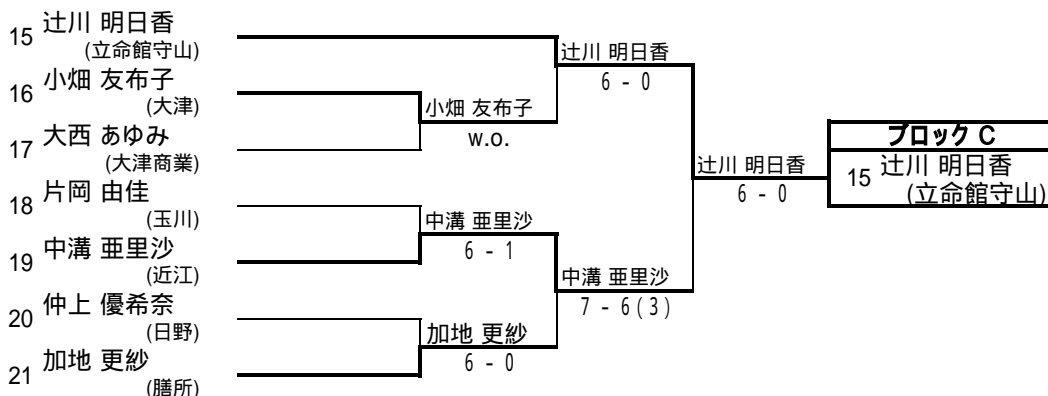 15 辻川 明日香
(立命館守山)
16 小畑 友布子
(大津)
17 大西 あゆみ
(大津商業)
18 片岡 由佳
(玉川)
19 中溝 亜里沙
(近江)
20 仲上 優希奈
(日野)
21 加地 更紗
(膳所)
小畑 友布子
w.o.
中溝 亜里沙
6 - 1
加地 更紗
6 - 0
辻川 明日香
6 - 0
中溝 亜里沙
7 - 6(3)
辻川 明日香
6 - 0
ブロック C
15 辻川 明日香
(立命館守山)